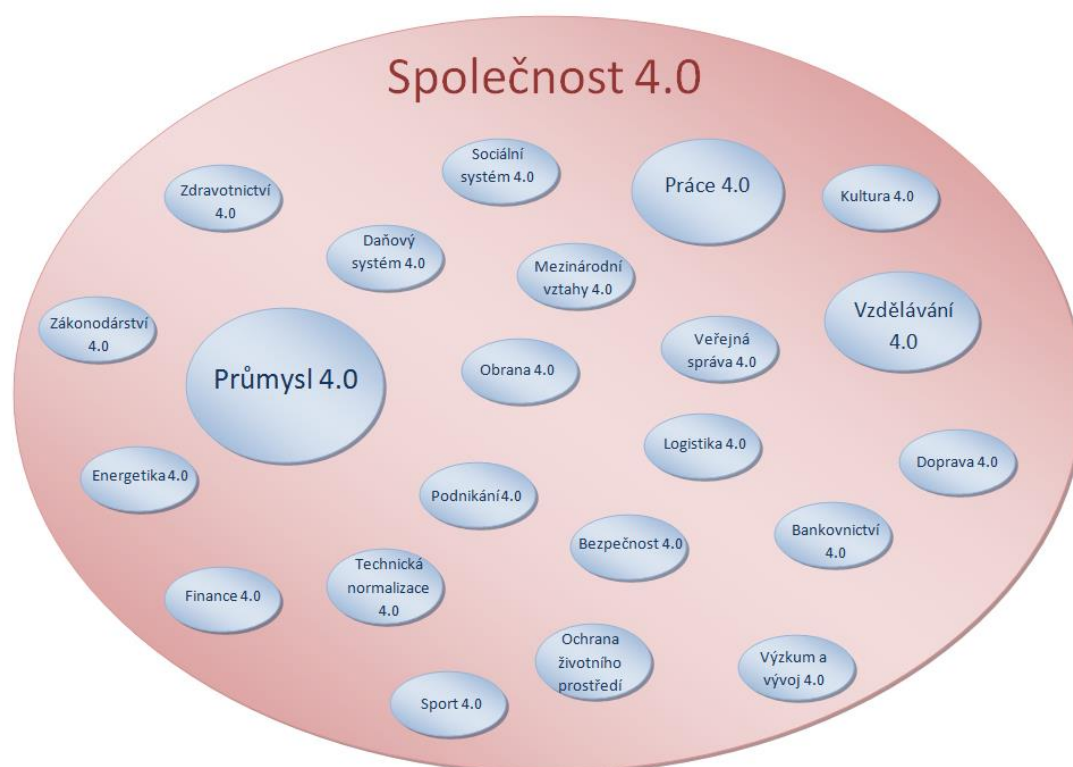 Společnost 4.0
Sociální
systém 4.0
Práce 4.0
Zdravotnictví
4.0
Kultura 4.0
Daňový
systém 4.0
Mezinárodní
vztahy 4.0
Zákonodárství
4.0
Vzdělávání
4.0
Průmysl 4.0
Obrana 4.0
Veřejná
správa 4.0
Logistika 4.0
Doprava 4.0
Energetika 4.0
Podnikání 4.0
Bezpečnost 4.0
Bankovnictví
4.0
Finance 4.0
Technická
normalizace
4.0
Ochrana
životního
prostředí
Výzkum a
vývoj 4.0
Sport 4.0